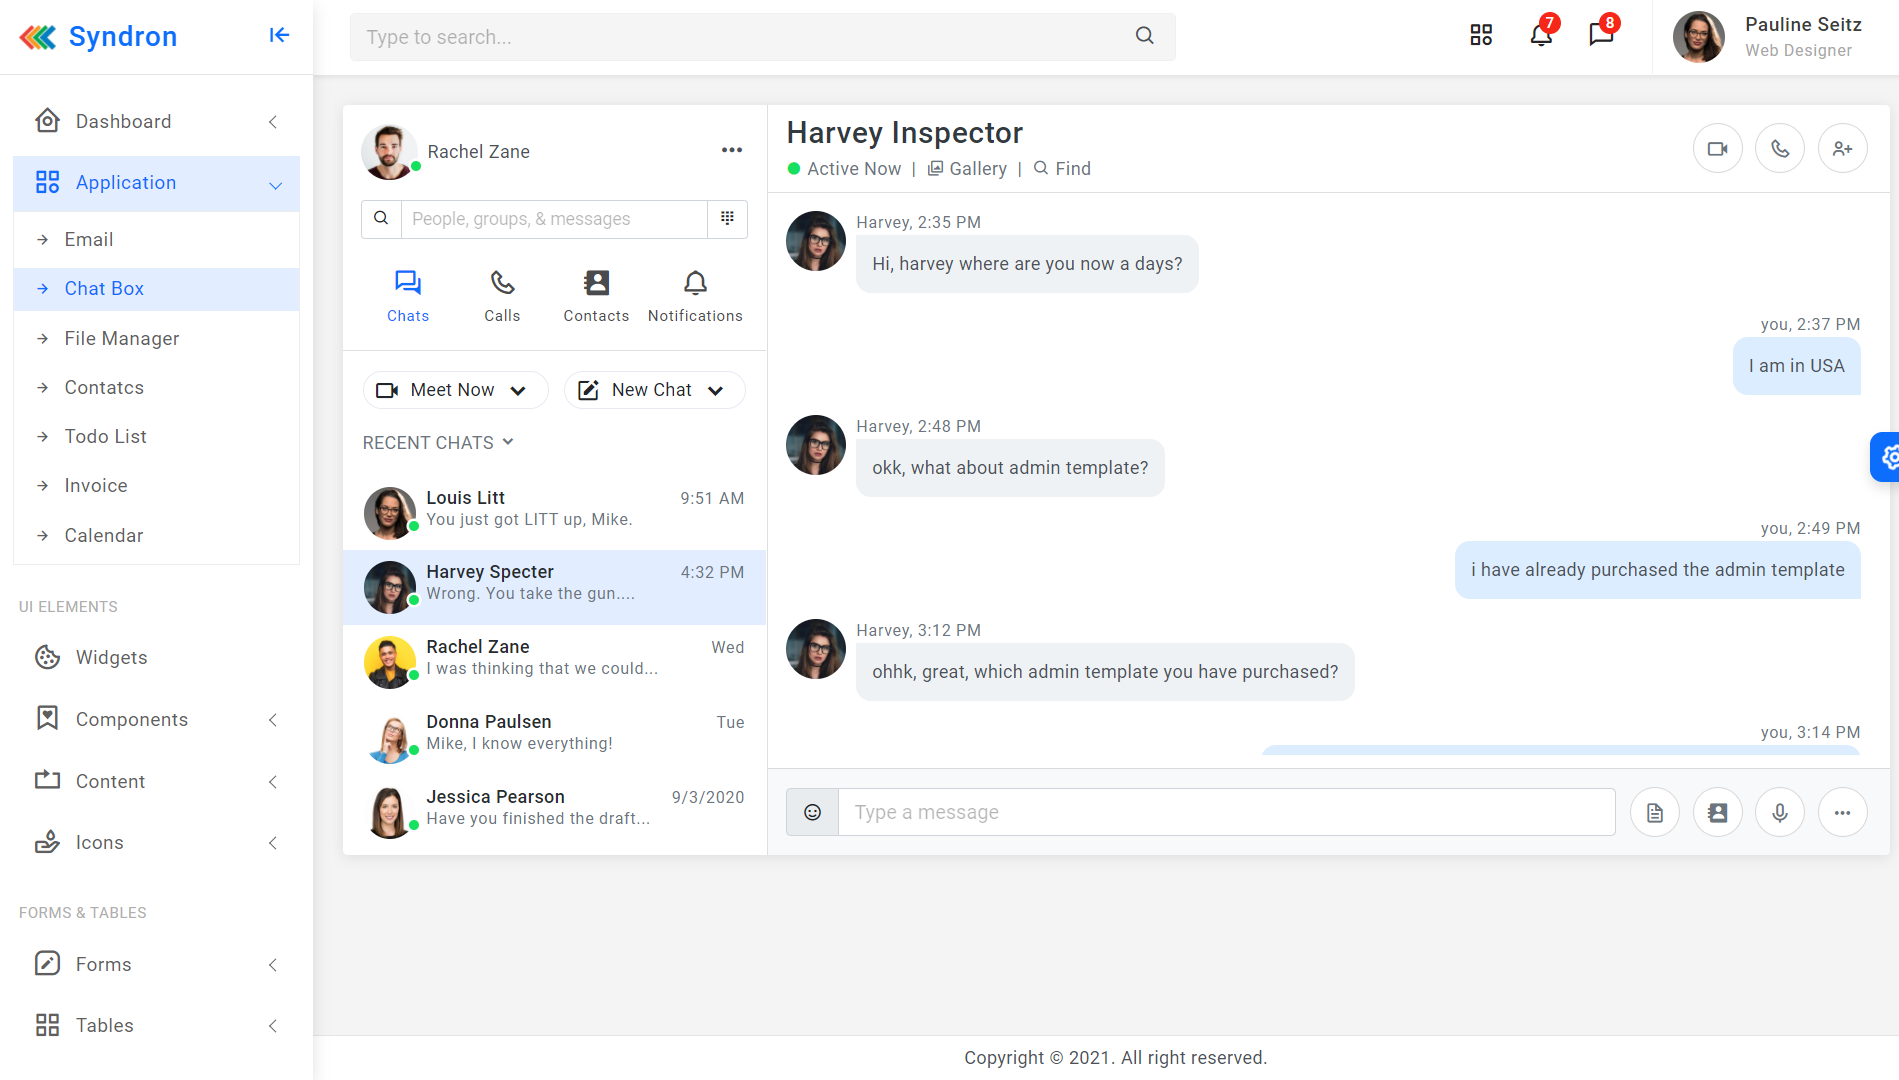 Syndron
Type to search...
7
8
Pauline Seitz
Web Designer
Dashboard
Application
Email
Chat Box
File Manager
Contatcs
Todo List
Invoice
Calendar
UI ELEMENTS
Widgets
Components
Content
Icons
FORMS & TABLES
Forms
Tables
Rachel Zane
People, groups, & messages
Chats
Calls
Contacts
Notifications
Meet Now
New Chat
RECENT CHATS
Louis Litt
9:51 AM
You just got LITT up, Mike.
Harvey Specter
4:32 PM
Wrong. You take the gun....
Rachel Zane
Wed
I was thinking that we could...
Donna Paulsen
Tue
Mike, I know everything!
Jessica Pearson
9/3/2020
Have you finished the draft...
Harvey Inspector
Active Now | Gallery | Find
Harvey, 2:35 PM
Hi, harvey where are you now a days?
you, 2:37 PM
I am in USA
Harvey, 2:48 PM
okk, what about admin template?
you, 2:49 PM
i have already purchased the admin template
Harvey, 3:12 PM
ohhk, great, which admin template you have purchased?
you, 3:14 PM
Type a message
Copyright © 2021. All right reserved.